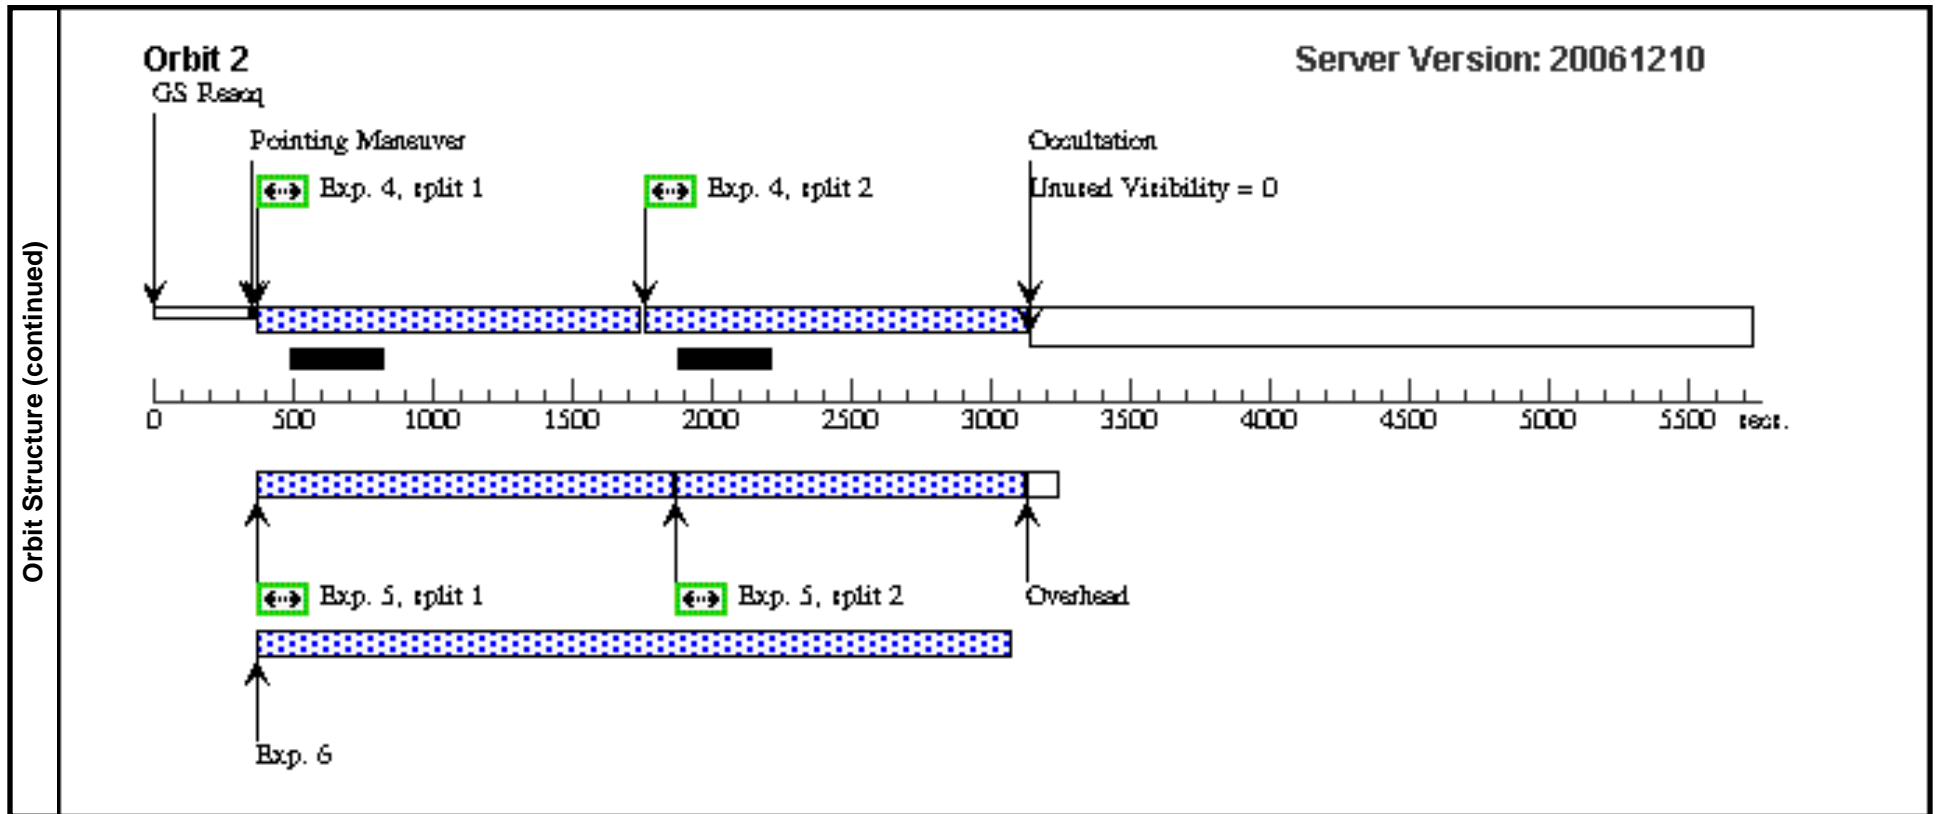 Orbit Structure (continued)
Orbit 2
Server Version: 20061210
GS Reacq
Pointing Maneuver
Occultation
Exp. 4, split 1
Exp. 4, split 2
Unused Visibility = 0
0 500 1000 1500 2000 2500 3000 3500 4000 4500 5000 5500 secs.
Exp. 5, split 1
Exp. 5, split 2
Overhead
Exp. 6